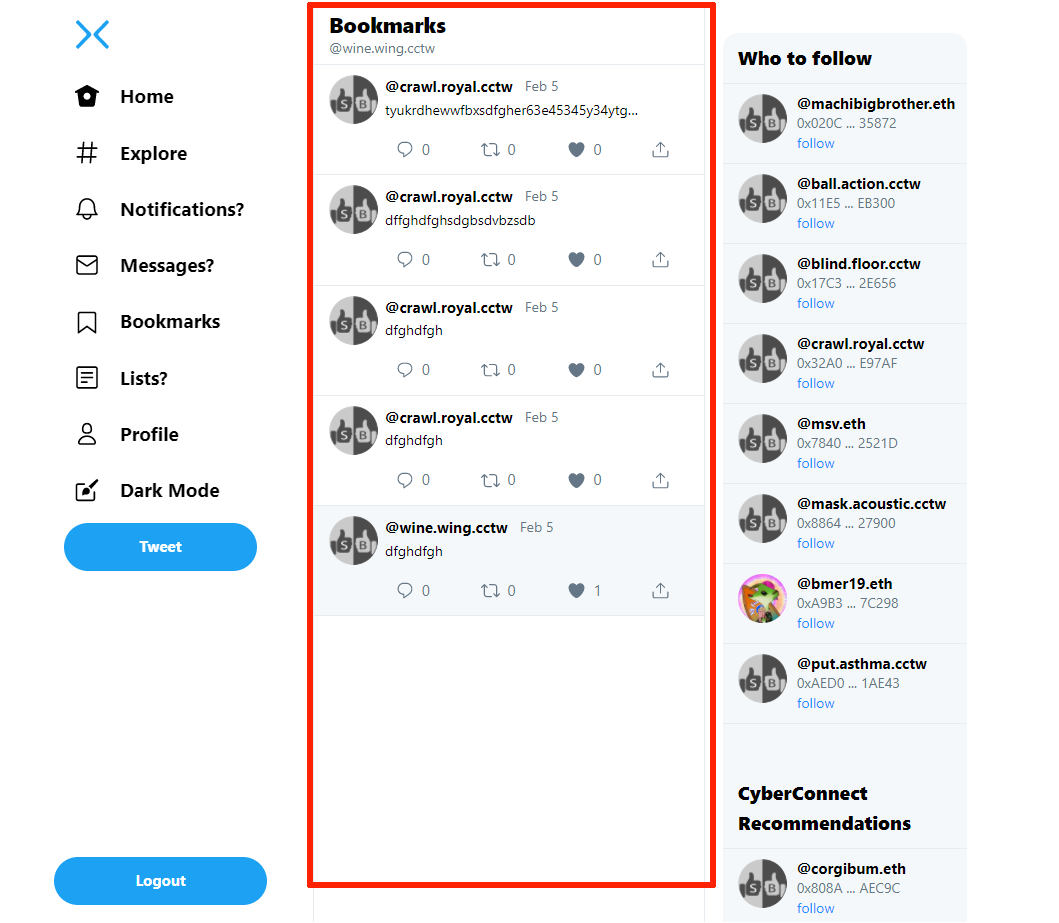 Home
Explore
Notifications?
Messages?
Bookmarks
Lists?
Profile
Dark Mode
Tweet
Logout
Bookmarks
@wine.wing.cctw
@crawl.royal.cctw Feb 5
tyukrdhewwfbxsdfgher63e45345y34ytg...
0 0 0
@crawl.royal.cctw Feb 5
dffghdfghsdgbsdvbzsdb
0 0 0
@crawl.royal.cctw Feb 5
dfghdfgh
0 0 0
@crawl.royal.cctw Feb 5
dfghdfgh
0 0 0
@wine.wing.cctw Feb 5
dfghdfgh
0 0 1
Who to follow
@machibigbrother.eth
0x020C ... 35872
follow
@ball.action.cctw
0x11E5 ... EB300
follow
@blind.floor.cctw
0x17C3 ... 2E656
follow
@crawl.royal.cctw
0x32A0 ... E97AF
follow
@msv.eth
0x7840 ... 2521D
follow
@mask.acoustic.cctw
0x8864 ... 27900
follow
@bmer19.eth
0xA9B3 ... 7C298
follow
@put.asthma.cctw
0xAED0 ... 1AE43
follow
CyberConnect
Recommendations
@corgibum.eth
0x808A ... AEC9C
follow